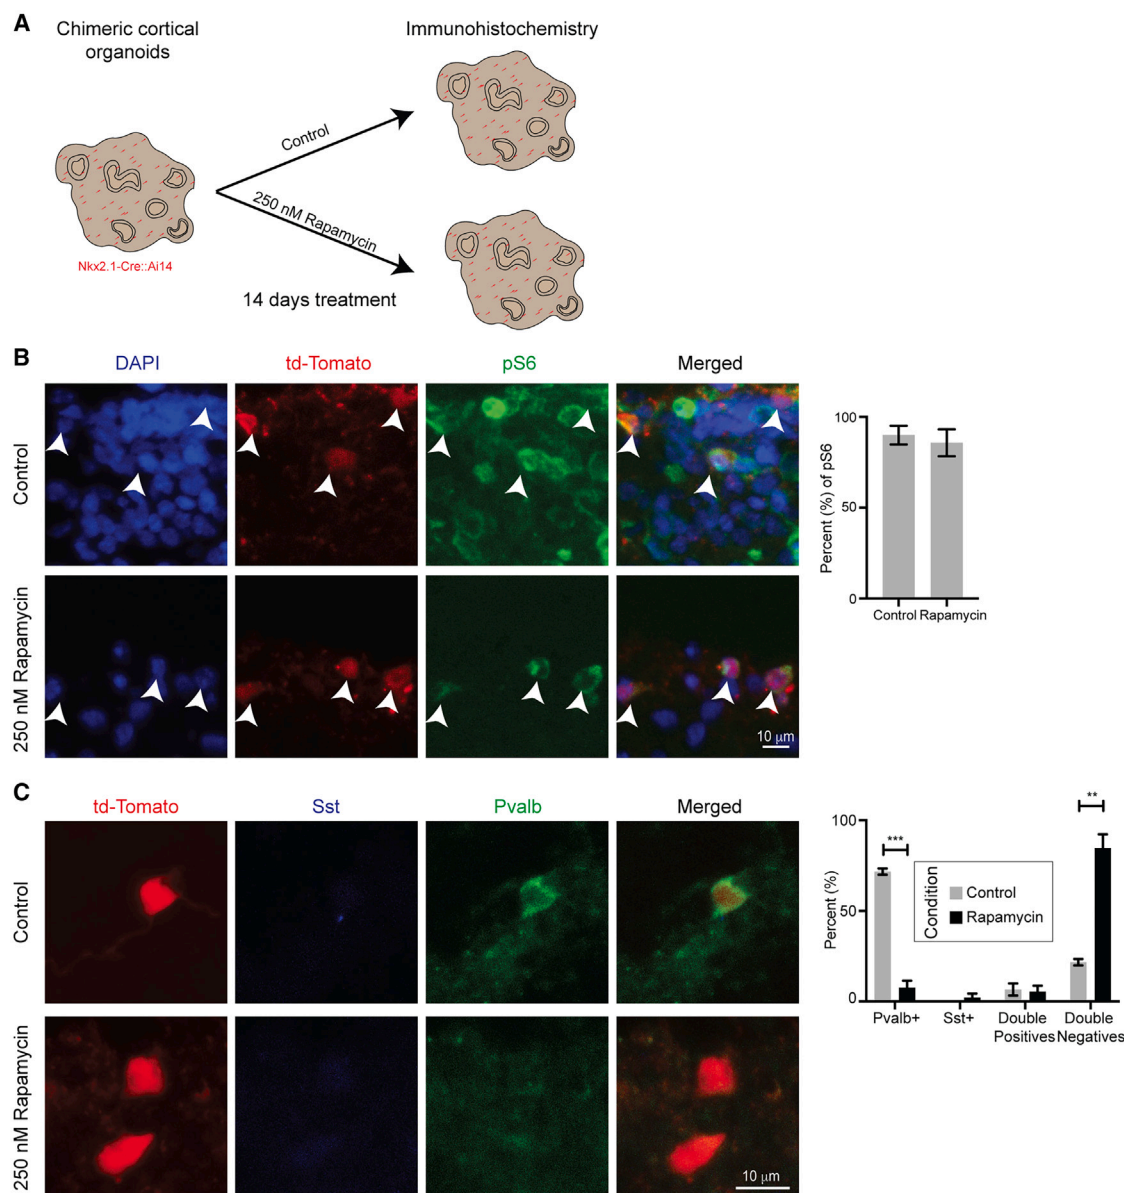 A
Chimeric cortical
organoids
Immunohistochemistry
Control
250 nM Rapamycin
Nkx2.1-Cre::Ai14
14 days treatment
B
DAPI
td-Tomato
pS6
Merged
Control
250 nM Rapamycin
10 μm
Percent (%) of pS6
100
50
0
Control
Rapamycin
C
td-Tomato
Sst
Pvalb
Merged
Control
250 nM Rapamycin
10 μm
Percent (%)
100
50
0
***
**
Condition
Control
Rapamycin
Pvalb+
Sst+
Double
Positives
Double
Negatives